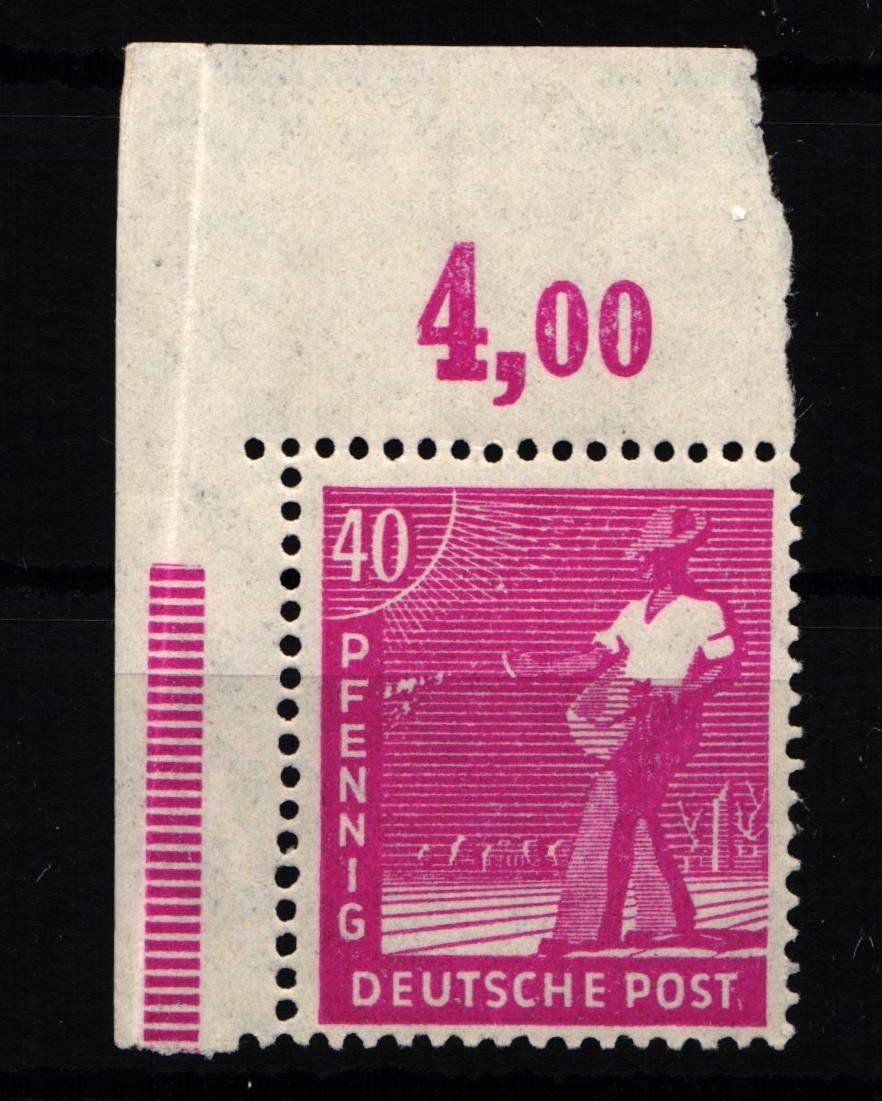 4,00
40
PFENNIG
DEUTSCHE POST